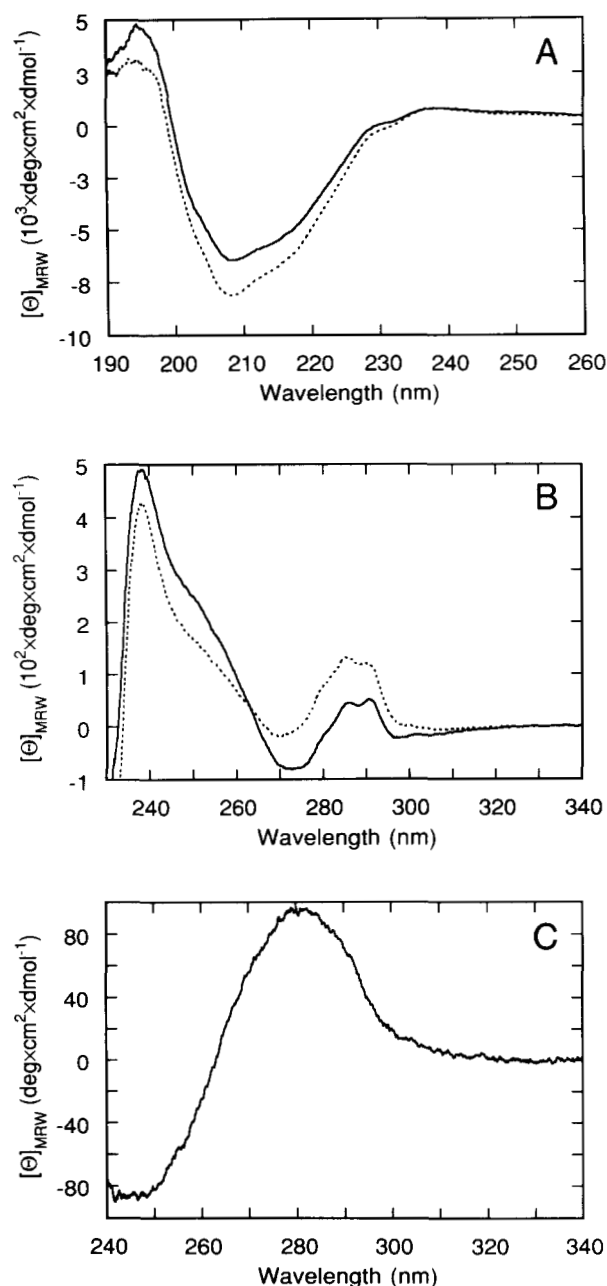 A
5
3
0
-3
-5
-8
-10
[Θ]MRW (10³×deg×cm²×dmol⁻¹)
190 200 210 220 230 240 250 260
Wavelength (nm)
B
5
4
3
2
1
0
-1
[Θ]MRW (10²×deg×cm²×dmol⁻¹)
240 260 280 300 320 340
Wavelength (nm)
C
80
40
0
-40
-80
[Θ]MRW (deg×cm²×dmol⁻¹)
240 260 280 300 320 340
Wavelength (nm)